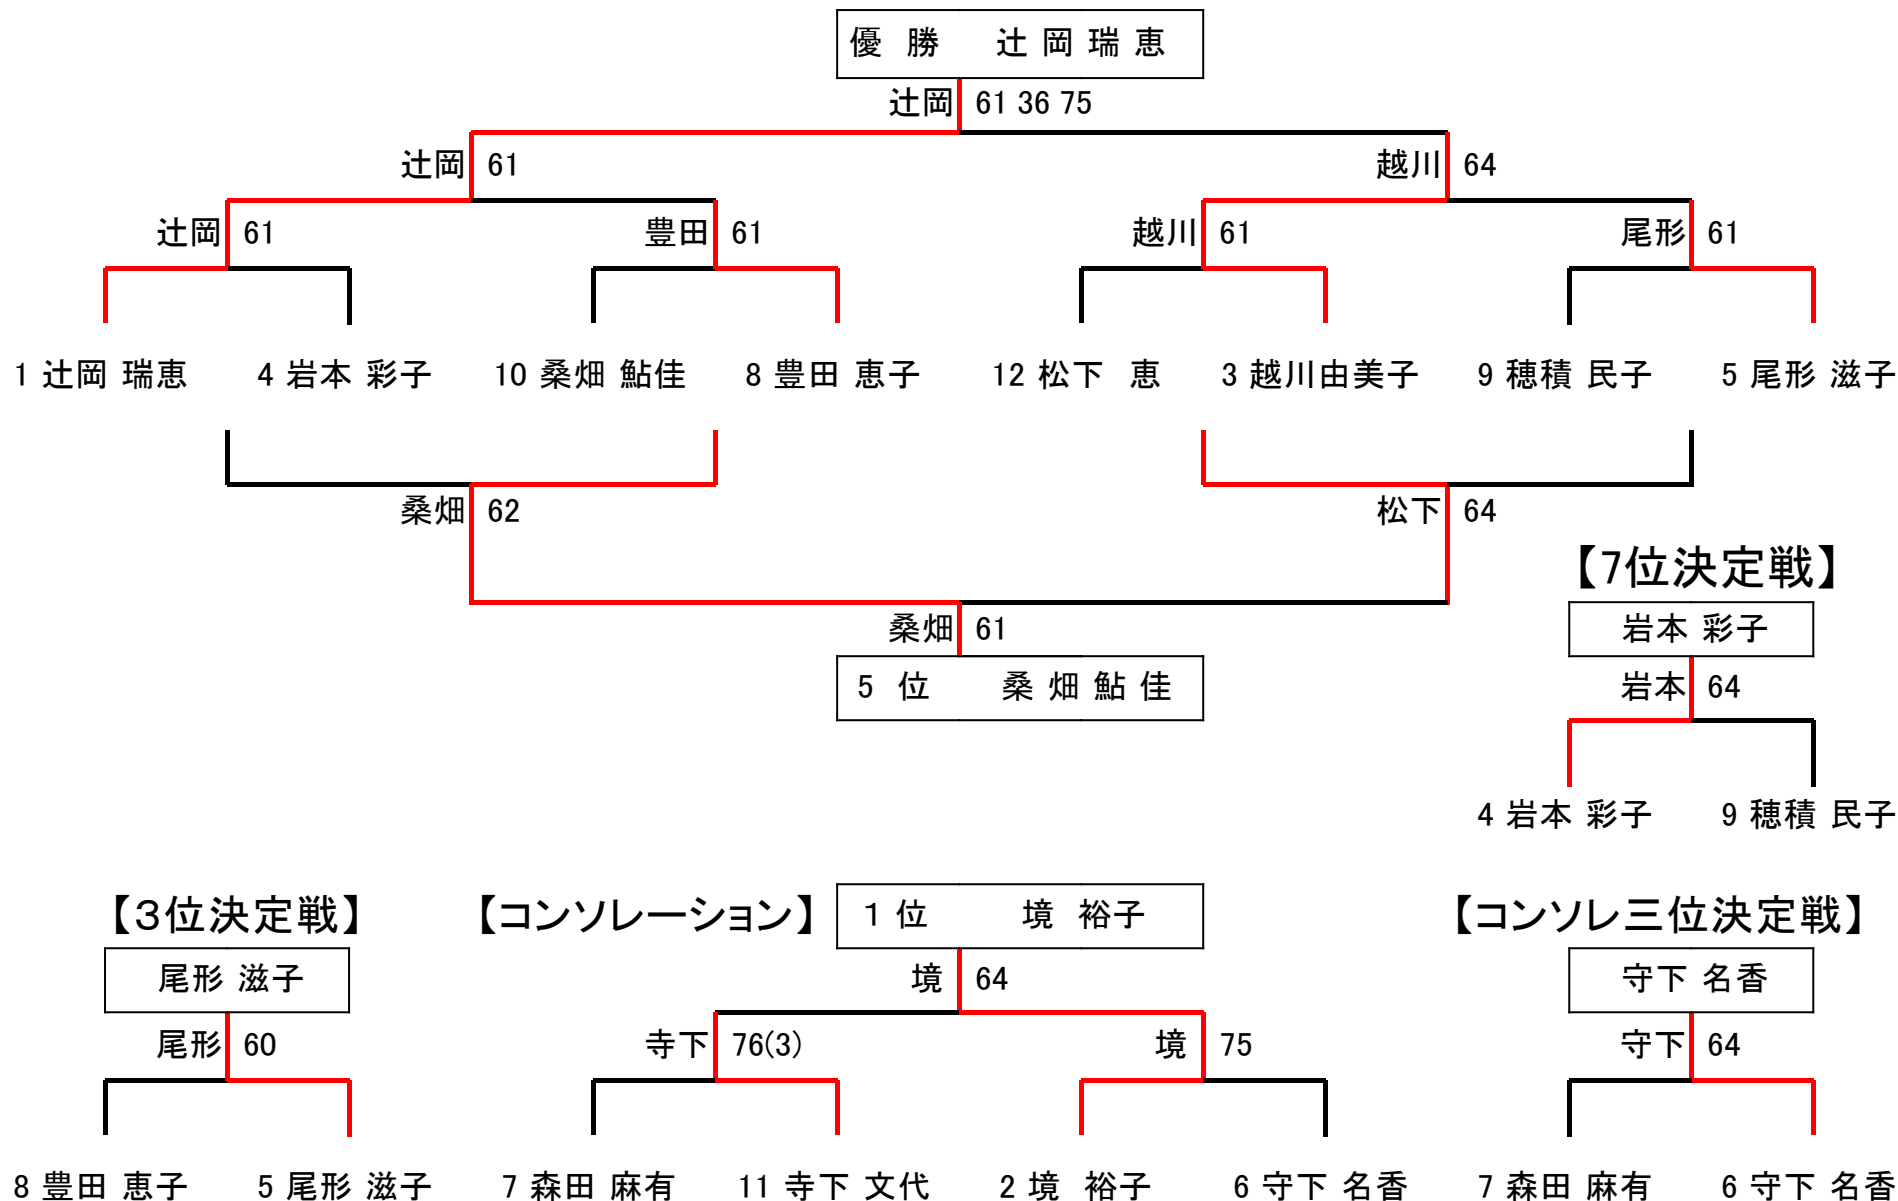 優 勝 辻 岡 瑞 恵
辻岡 61 36 75
辻岡 61 越川 64
辻岡 61 豊田 61 越川 61 尾形 61
1 辻岡 瑞恵 4 岩本 彩子 10 桑畑 鮎佳 8 豊田 恵子 12 松下 恵 3 越川由美子 9 穂積 民子 5 尾形 滋子
桑畑 62 松下 64
【7位決定戦】
桑畑 61 岩本 彩子
5 位 桑 畑 鮎 佳 岩本 64
4 岩本 彩子 9 穂積 民子
【3位決定戦】 【コンソレーション】 1 位 境 裕子 【コンソレ三位決定戦】
尾形 滋子 境 64 守下 名香
尾形 60 寺下 76(3) 境 75 守下 64
8 豊田 恵子 5 尾形 滋子 7 森田 麻有 11 寺下 文代 2 境 裕子 6 守下 名香 7 森田 麻有 6 守下 名香